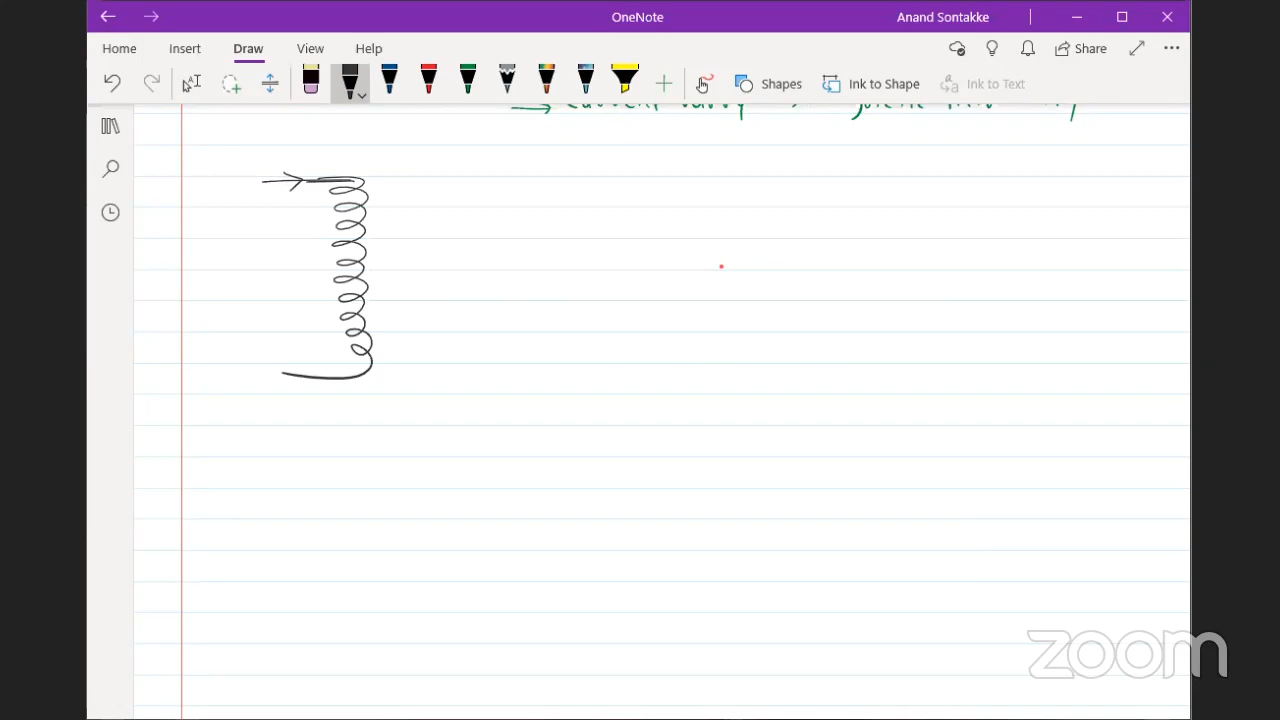 OneNote
Anand Sontakke
Home Insert Draw View Help
Share
Shapes
Ink to Shape
Ink to Text
zoom